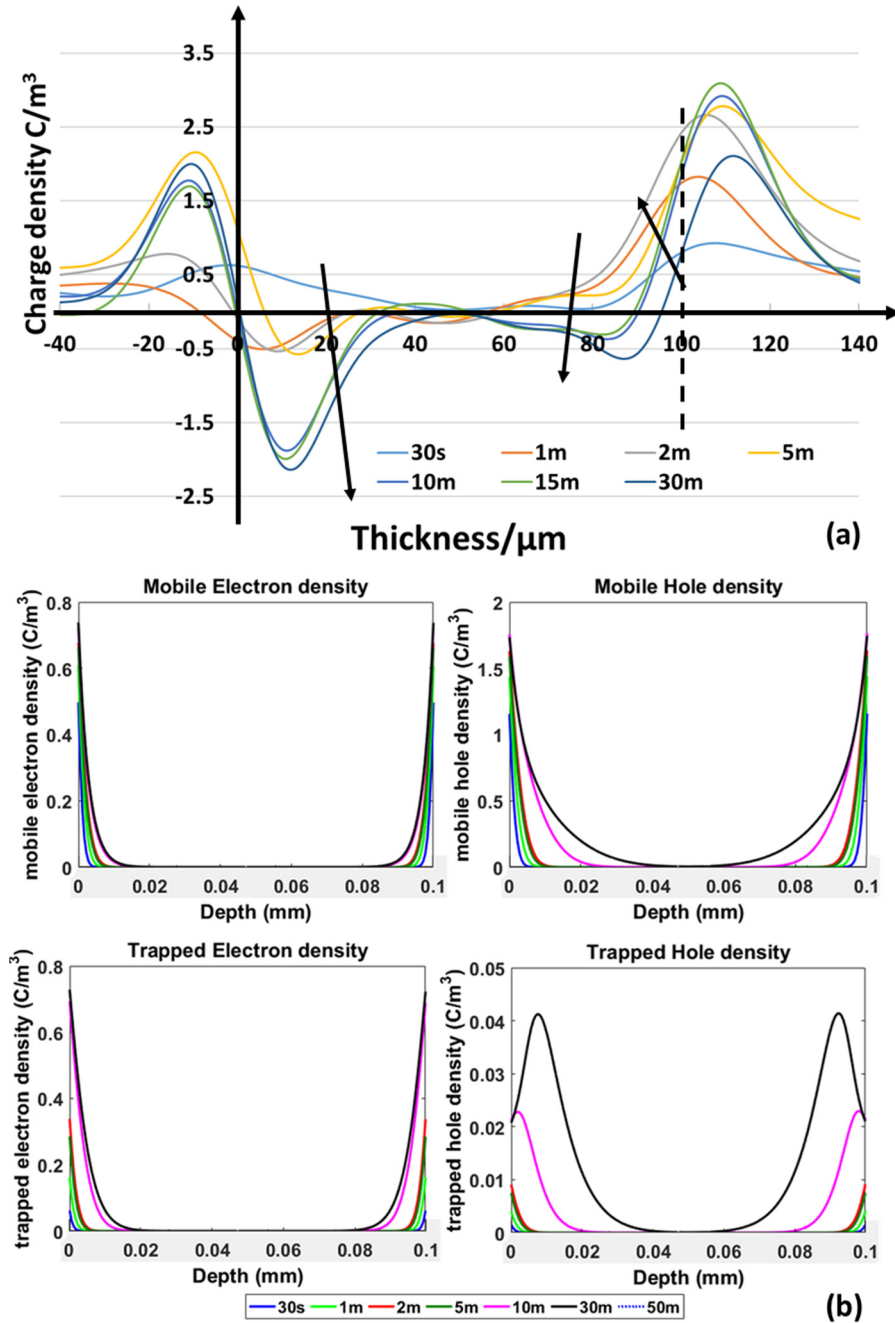 Charge density C/m³
3.5
2.5
1.5
0.5
-0.5
-1.5
-2.5
-40 -20 0 20 40 60 80 100 120 140
30s 1m 2m 5m
10m 15m 30m
Thickness/μm
(a)
Mobile Electron density
mobile electron density (C/m³)
0.8
0.6
0.4
0.2
0
0 0.02 0.04 0.06 0.08 0.1
Depth (mm)
Mobile Hole density
mobile hole density (C/m³)
2
1.5
1
0.5
0
0 0.02 0.04 0.06 0.08 0.1
Depth (mm)
Trapped Electron density
trapped electron density (C/m³)
0.8
0.6
0.4
0.2
0
0 0.02 0.04 0.06 0.08 0.1
Depth (mm)
Trapped Hole density
trapped hole density (C/m³)
0.05
0.04
0.03
0.02
0.01
0
0 0.02 0.04 0.06 0.08 0.1
Depth (mm)
30s 1m 2m 5m 10m 30m 50m
(b)